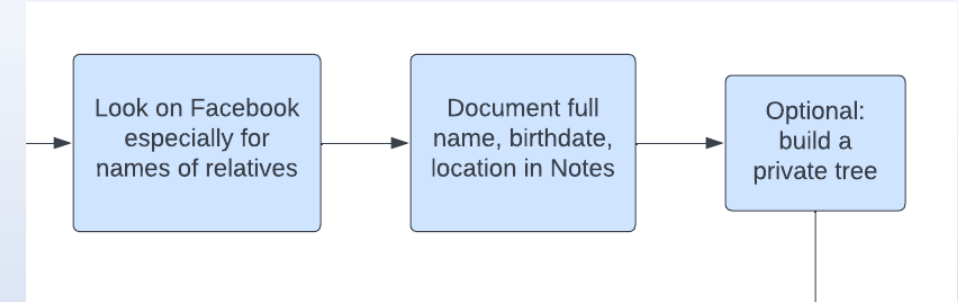 Look on Facebook
especially for
names of relatives
Document full
name, birthdate,
location in Notes
Optional:
build a
private tree